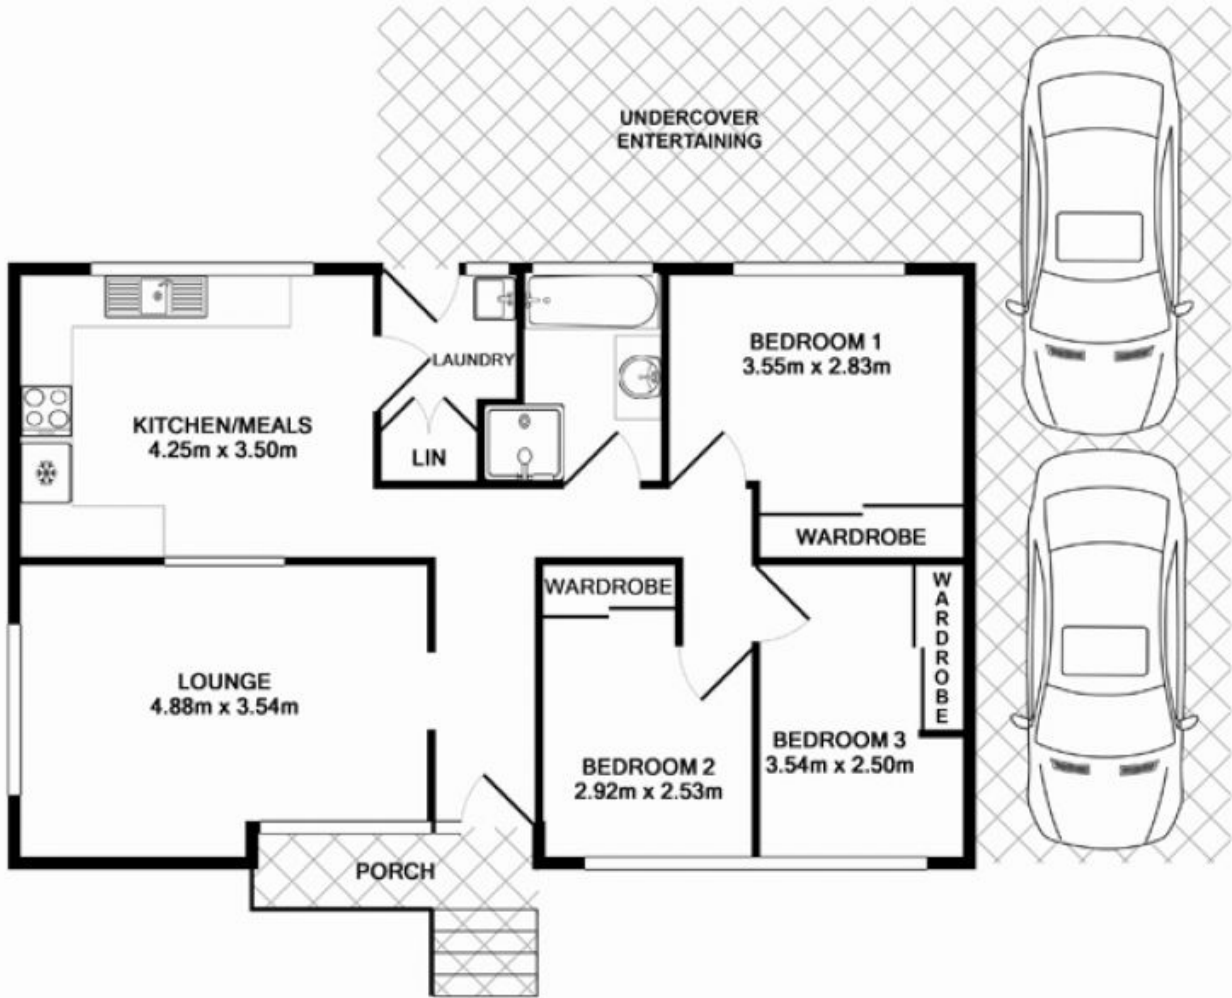 UNDERCOVER
ENTERTAINING
BEDROOM 1
3.55m x 2.83m
LAUNDRY
KITCHEN/MEALS
4.25m x 3.50m
LIN
WARDROBE
WARDROBE
WARDROBE
LOUNGE
4.88m x 3.54m
BEDROOM 3
3.54m x 2.50m
BEDROOM 2
2.92m x 2.53m
PORCH